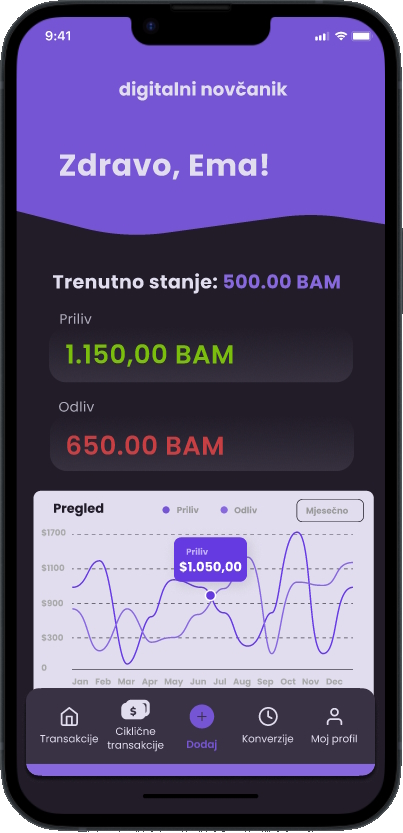 9:41
digitalni novčanik
Zdravo, Ema!
Trenutno stanje: 500.00 BAM
Priliv
1.150,00 BAM
Odliv
650.00 BAM
Pregled
Priliv
Odliv
Mjesečno
$1700
$1100
$900
$300
0
Priliv
$1.050,00
Jan Feb Mar Apr May Jun Jul Aug Sep Oct Nov Dec
$
Transakcije
Ciklične
transakcije
Dodaj
Konverzije
Moj profil